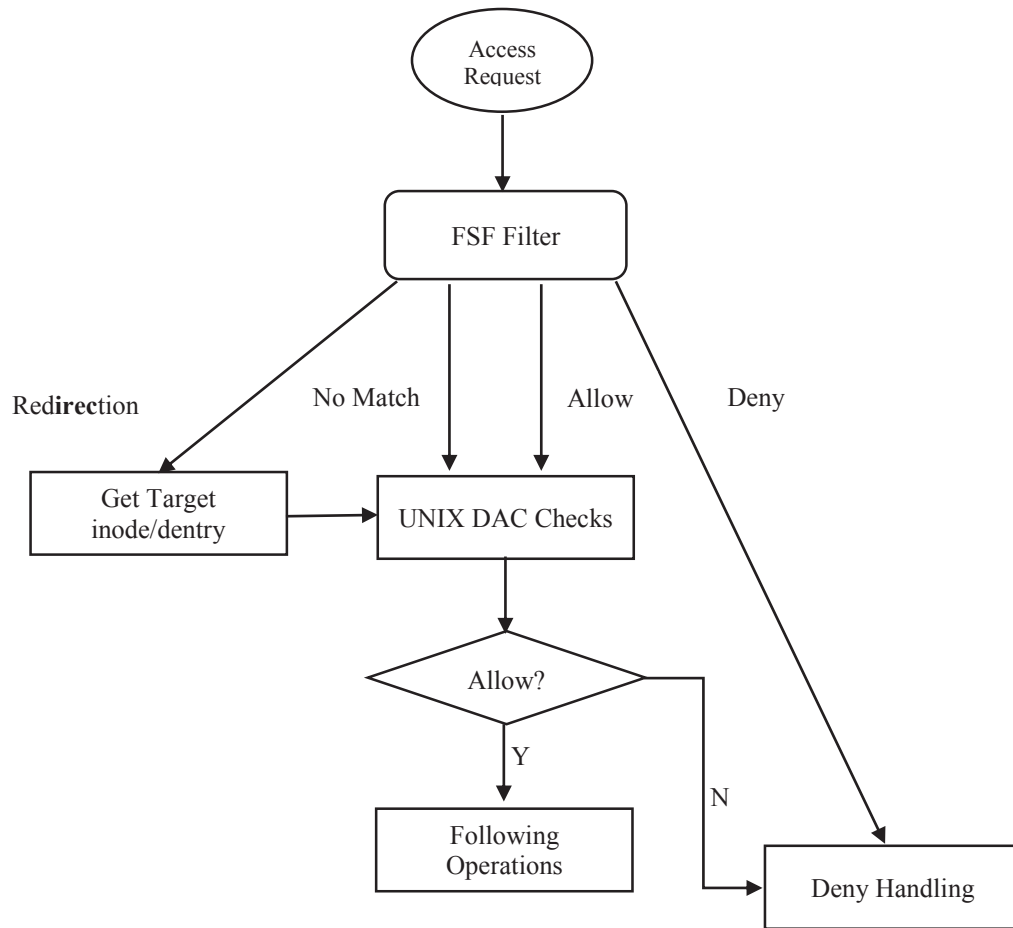 Access
Request
FSF Filter
Redirection
No Match
Allow
Deny
Get Target
inode/dentry
UNIX DAC Checks
Allow?
Y
N
Following
Operations
Deny Handling